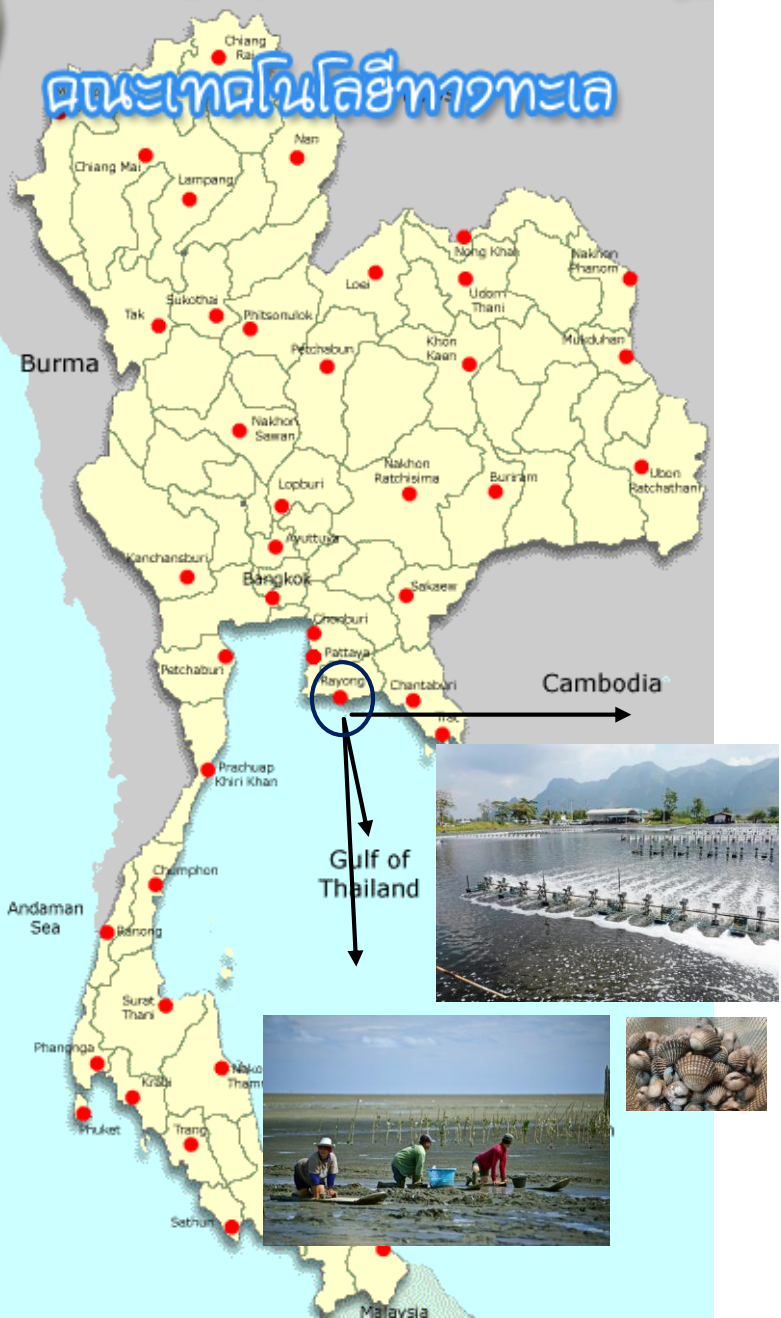 Chiang
Rai
คณะเทคโนโลยีทางทะเล
Nan
Chiang Mai
Lampang
Nong Khai
Nakhon
Phanom
Loei
Udorn
Thani
Sukothai
Tak
Phitsonulok
Petchabun
Khon
Kaen
Mukduhan
Burma
Nakhon
Sawan
Nakhon
Ratchisima
Buriram
Ubon
Ratchathani
Lopburi
Ayuttuya
Kanchansburi
Bangkok
Sakaew
Chonburi
Pattaya
Petchaburi
Rayong
Chantaburi
Cambodia
Trat
Prachuap
Khiri Khan
Gulf of
Thailand
Chumphon
Andaman
Sea
Ranong
Surat
Thani
Phangnga
Krabi
Phuket
Trang
Sathun
Malaysia